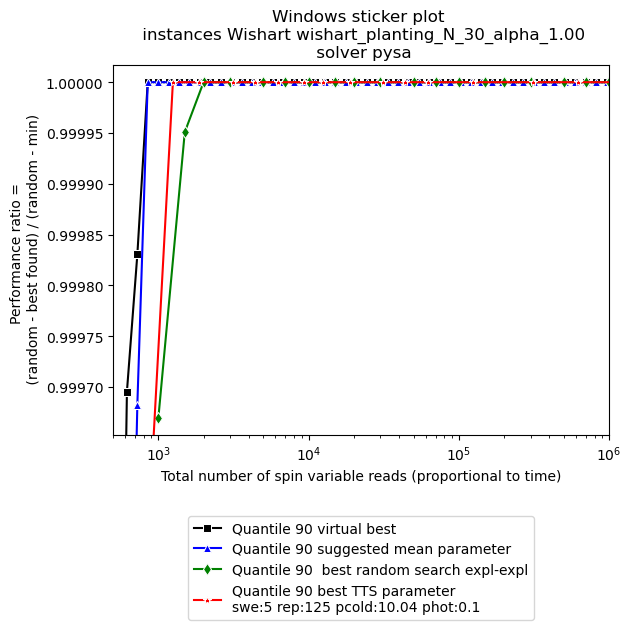 Windows sticker plot
instances Wishart wishart_planting_N_30_alpha_1.00
solver pysa
Performance ratio =
(random - best found) / (random - min)
1.00000
0.99995
0.99990
0.99985
0.99980
0.99975
0.99970
10³
10⁴
10⁵
10⁶
Total number of spin variable reads (proportional to time)
Quantile 90 virtual best
Quantile 90 suggested mean parameter
Quantile 90  best random search expl-expl
Quantile 90 best TTS parameter
swe:5 rep:125 pcold:10.04 phot:0.1